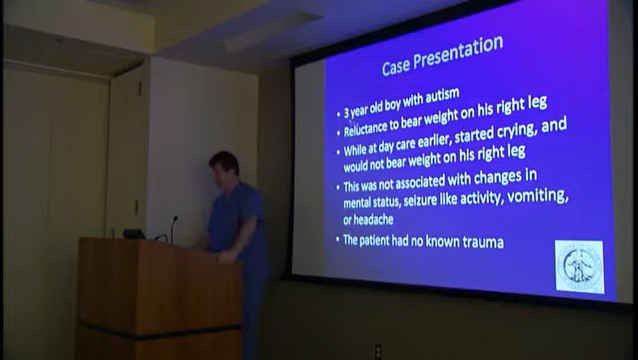 Case Presentation
• 3 year old boy with autism
• Reluctance to bear weight on his right leg
• While at day care earlier, started crying, and
would not bear weight on his right leg
• This was not associated with changes in
mental status, seizure like activity, vomiting,
or headache
• The patient had no known trauma